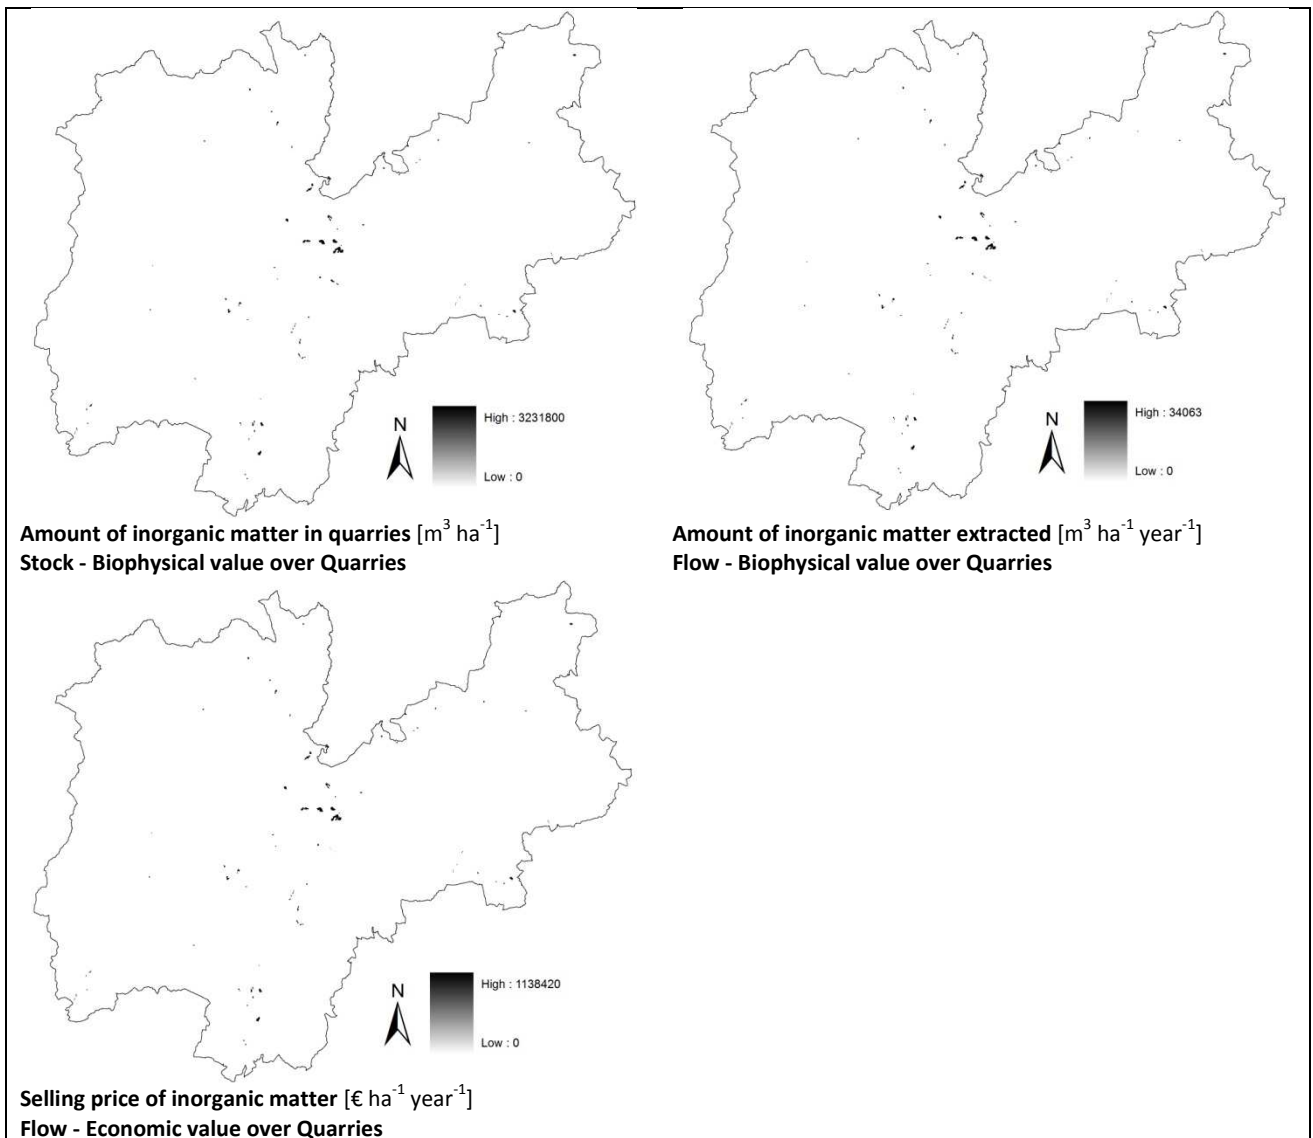 N
High : 3231800
Low : 0
Amount of inorganic matter in quarries [m³ ha⁻¹]
Stock - Biophysical value over Quarries
N
High : 34063
Low : 0
Amount of inorganic matter extracted [m³ ha⁻¹ year⁻¹]
Flow - Biophysical value over Quarries
N
High : 1138420
Low : 0
Selling price of inorganic matter [€ ha⁻¹ year⁻¹]
Flow - Economic value over Quarries